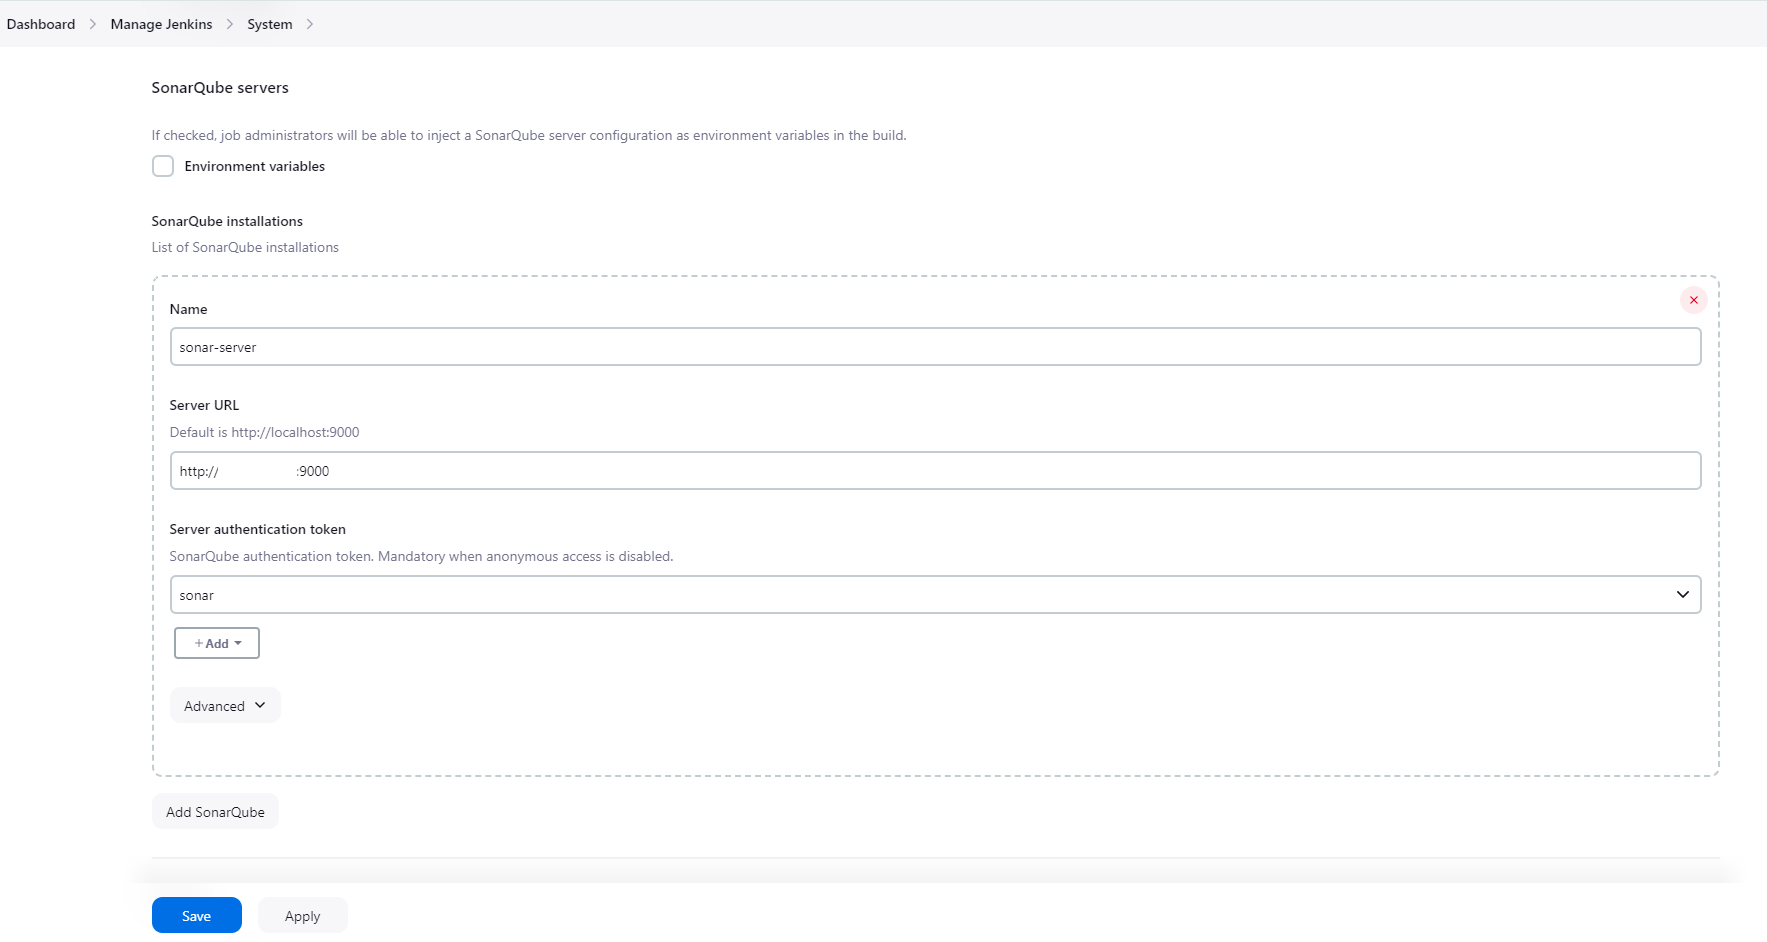 Dashboard > Manage Jenkins > System >
SonarQube servers
If checked, job administrators will be able to inject a SonarQube server configuration as environment variables in the build.
Environment variables
SonarQube installations
List of SonarQube installations
Name
sonar-server
Server URL
Default is http://localhost:9000
http:// :9000
Server authentication token
SonarQube authentication token. Mandatory when anonymous access is disabled.
sonar
+ Add
Advanced
Add SonarQube
Save Apply